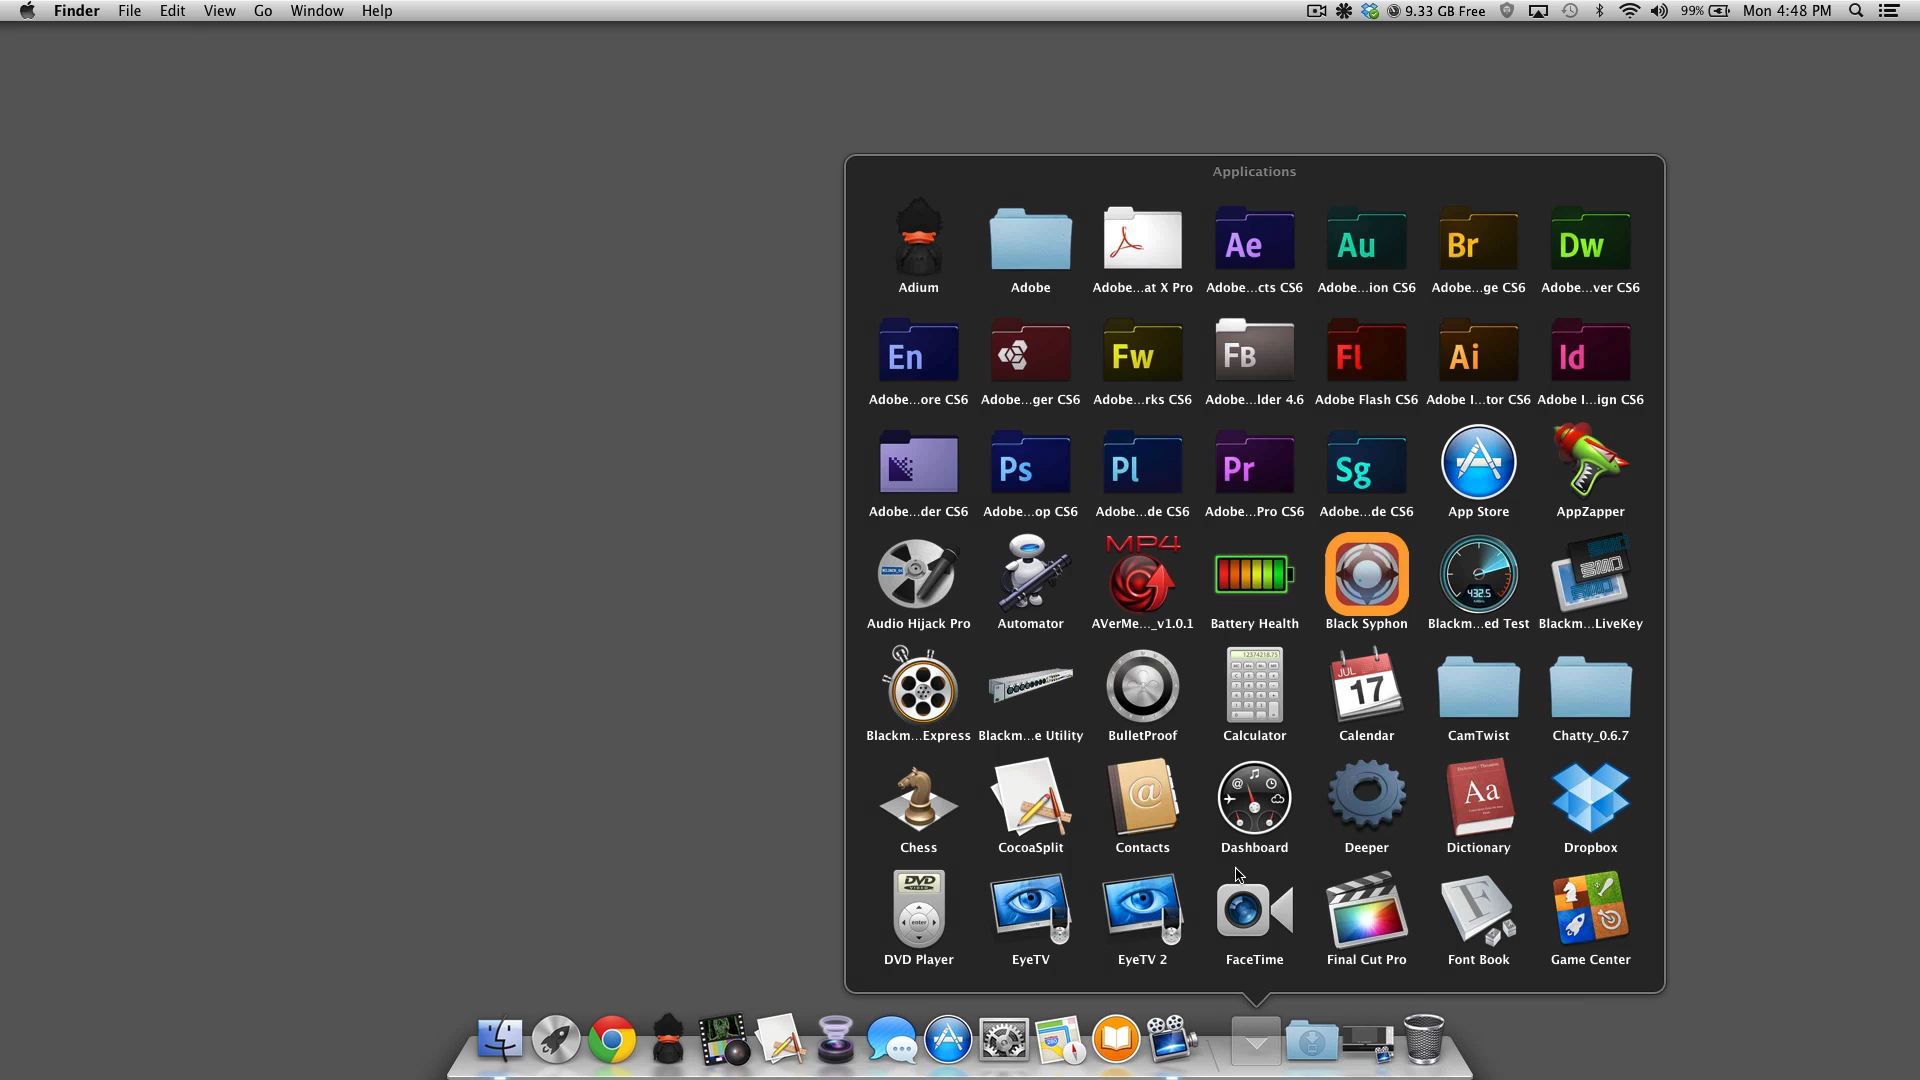 Finder File Edit View Go Window Help 9.33 GB Free 99% Mon 4:48 PM
Applications
Ae Au Br Dw
Adium Adobe Adobe...at X Pro Adobe...cts CS6 Adobe...ion CS6 Adobe...ge CS6 Adobe...ver CS6
En Fw FB Fl Ai Id
Adobe...ore CS6 Adobe...ger CS6 Adobe...rks CS6 Adobe...lder 4.6 Adobe Flash CS6 Adobe I...tor CS6 Adobe I...ign CS6
Ps Pl Pr Sg
Adobe...der CS6 Adobe...op CS6 Adobe...de CS6 Adobe...Pro CS6 Adobe...de CS6 App Store AppZapper
MP4
432.5
Audio Hijack Pro Automator AVerMe..._v1.0.1 Battery Health Black Syphon Blackm...ed Test Blackm...LiveKey
12374218.75
JUL
17
Blackm...Express Blackm...e Utility BulletProof Calculator Calendar CamTwist Chatty_0.6.7
@ Aa
Chess CocoaSplit Contacts Dashboard Deeper Dictionary Dropbox
DVD
VIDEO
enter
F
DVD Player EyeTV EyeTV 2 FaceTime Final Cut Pro Font Book Game Center